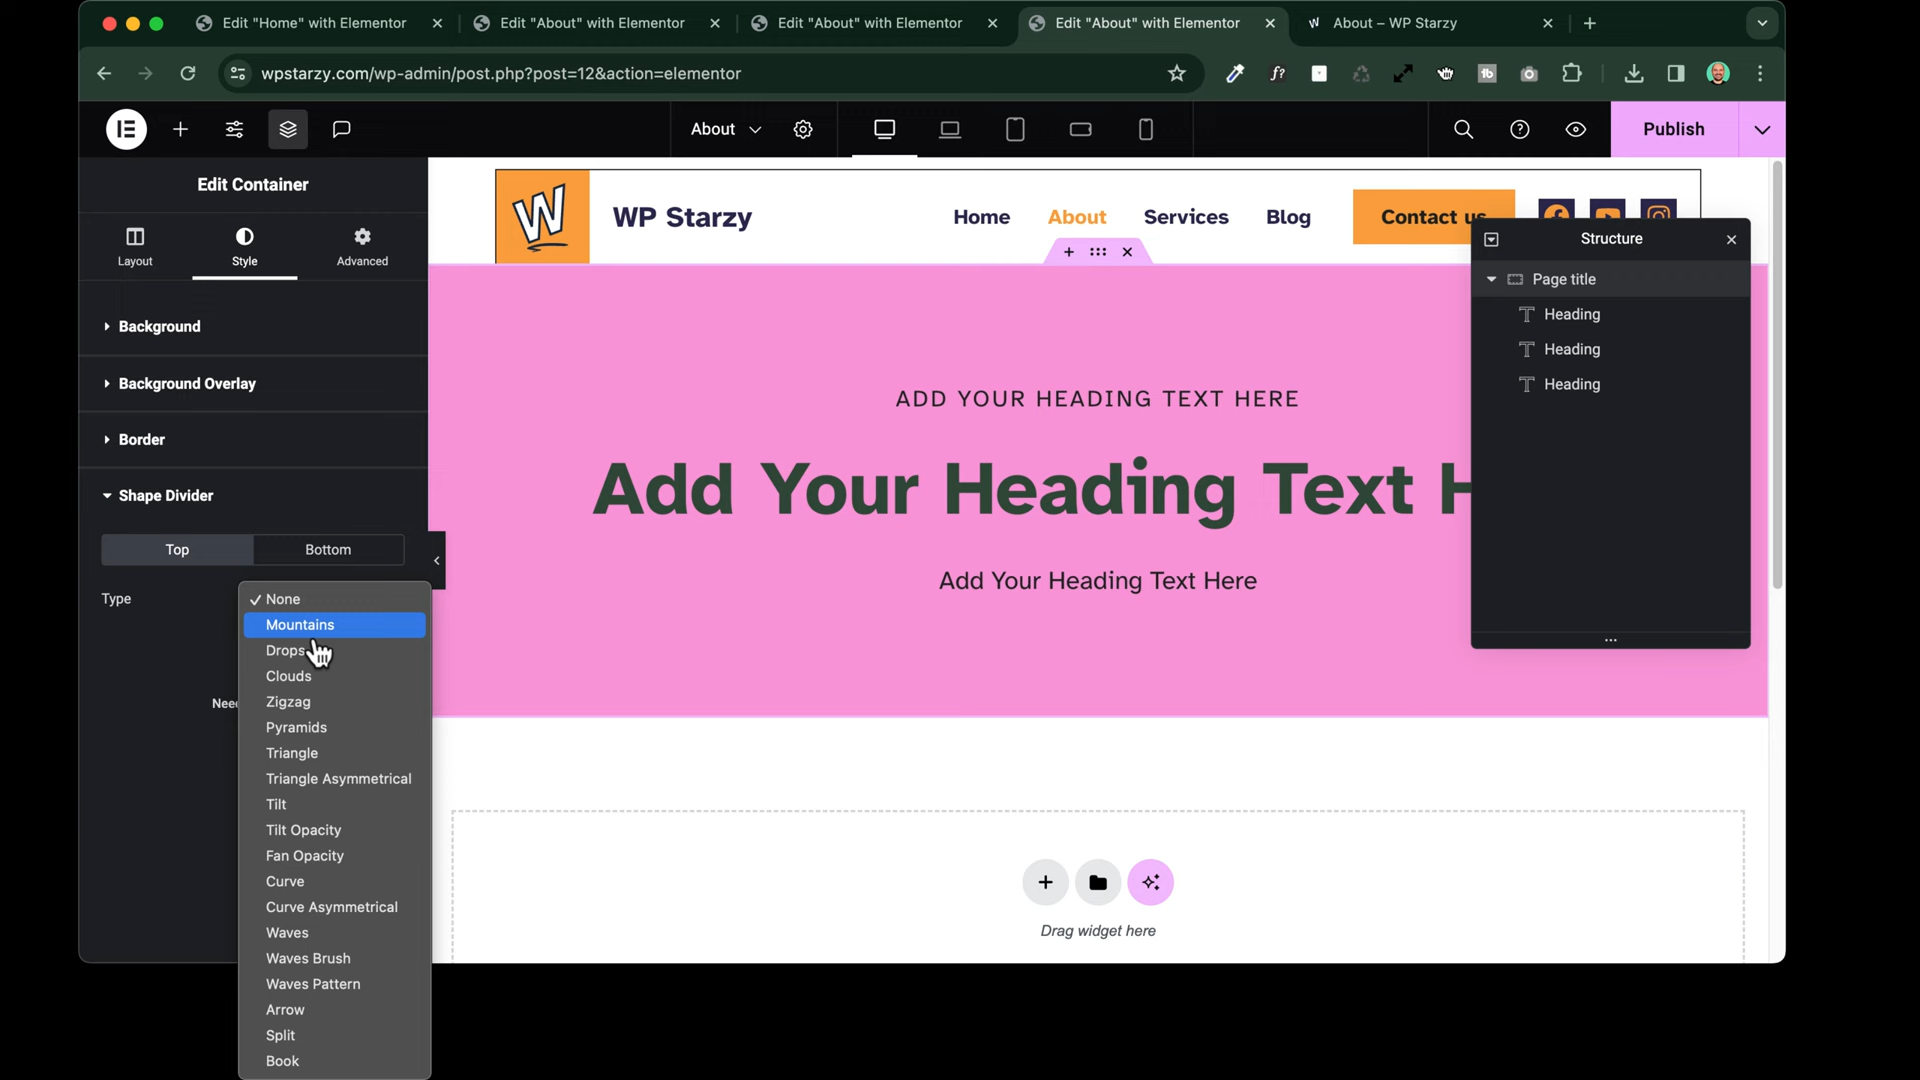 Edit "Home" with Elementor
Edit "About" with Elementor
Edit "About" with Elementor
Edit "About" with Elementor
W About – WP Starzy
wpstarzy.com/wp-admin/post.php?post=12&action=elementor
f?
tb
About
Publish
Edit Container
Layout
Style
Advanced
Background
Background Overlay
Border
Shape Divider
Top
Bottom
Type
None
Mountains
Drops
Clouds
Zigzag
Pyramids
Triangle
Triangle Asymmetrical
Tilt
Tilt Opacity
Fan Opacity
Curve
Curve Asymmetrical
Waves
Waves Brush
Waves Pattern
Arrow
Split
Book
W
WP Starzy
Home
About
Services
Blog
Contact us
ADD YOUR HEADING TEXT HERE
Add Your Heading Text H
Add Your Heading Text Here
Drag widget here
Structure
Page title
Heading
Heading
Heading